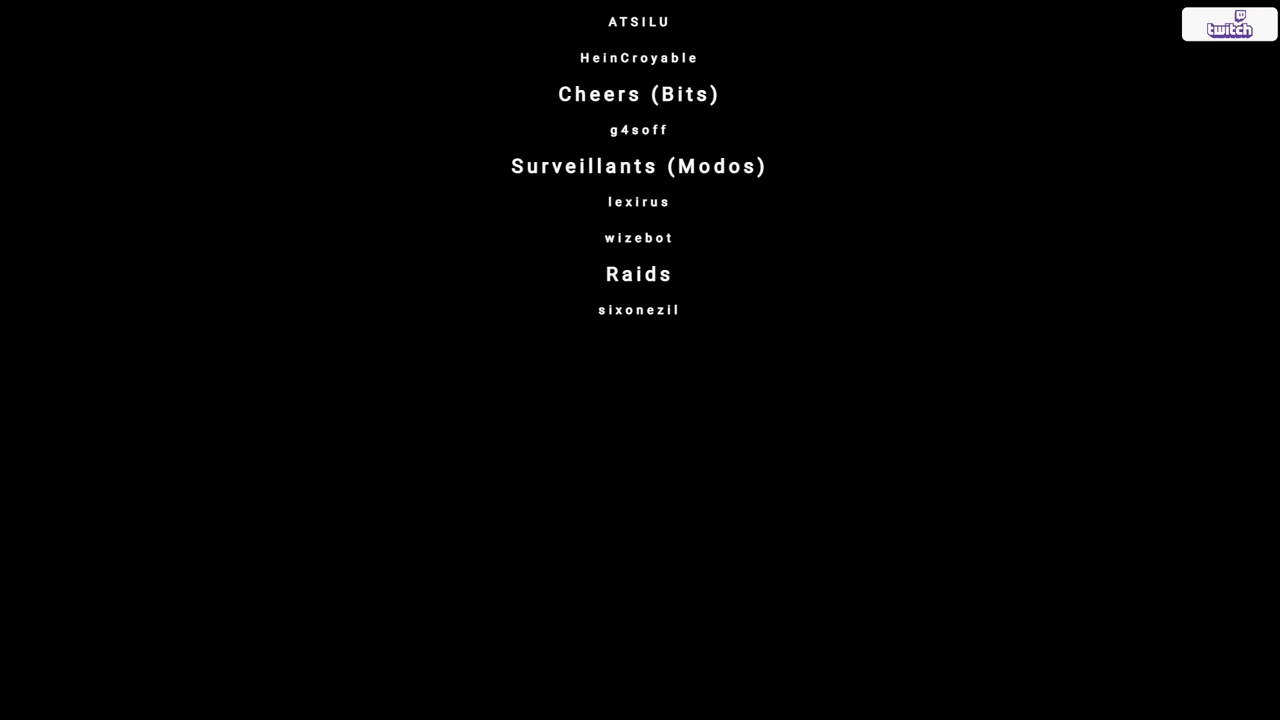 ATSILU
twitch
HeinCroyable
Cheers (Bits)
g4soff
Surveillants (Modos)
lexirus
wizebot
Raids
sixonezil